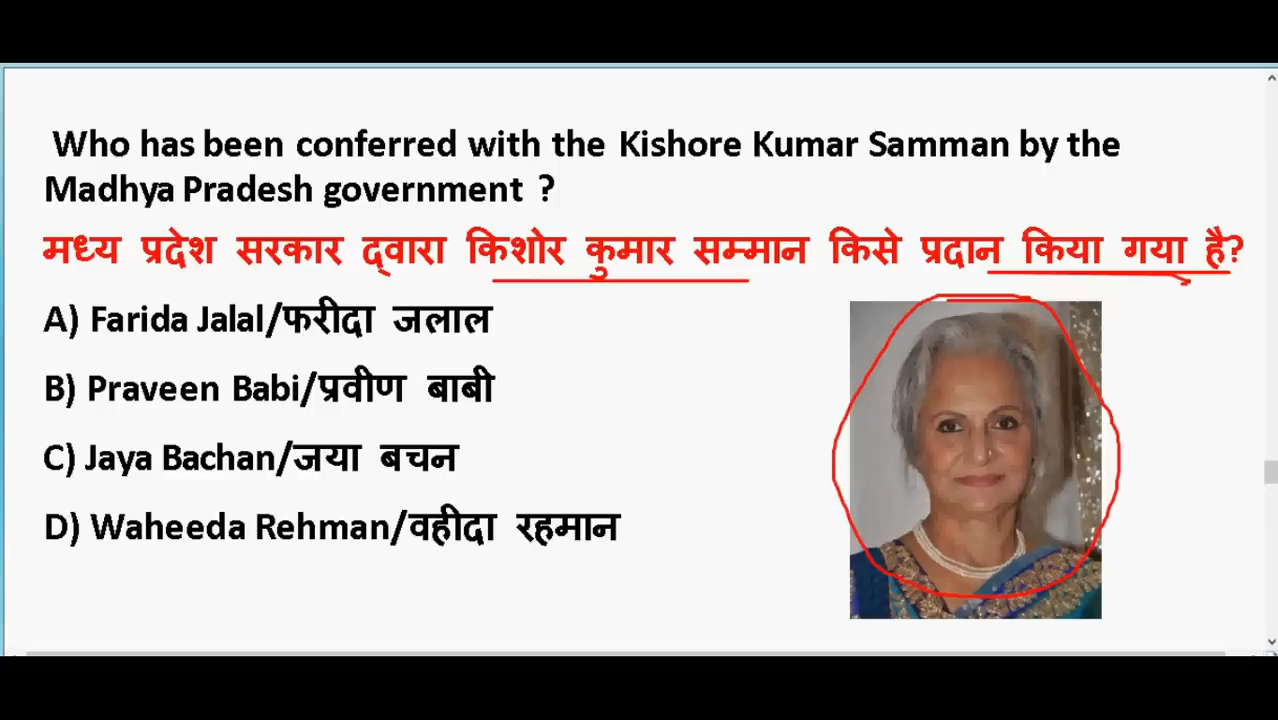 Who has been conferred with the Kishore Kumar Samman by the
Madhya Pradesh government ?
मध्य प्रदेश सरकार द्वारा किशोर कुमार सम्मान किसे प्रदान किया गया है?
A) Farida Jalal/फरीदा जलाल
B) Praveen Babi/प्रवीण बाबी
C) Jaya Bachan/जया बचन
D) Waheeda Rehman/वहीदा रहमान